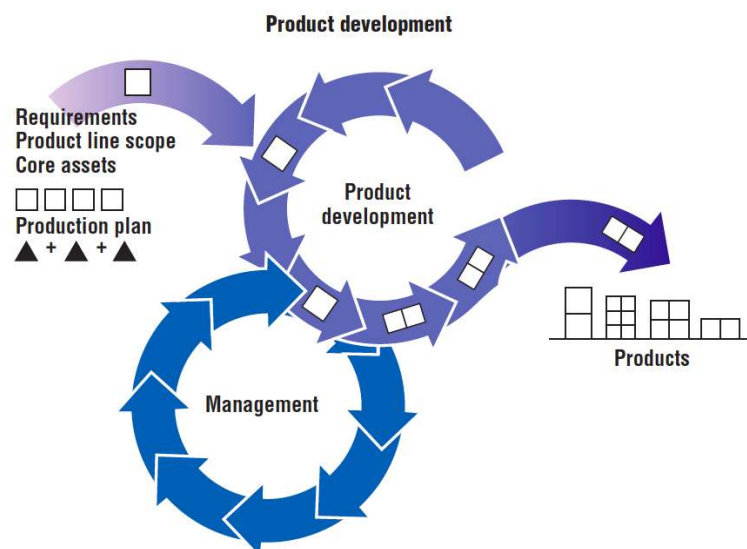 Product development
Requirements
Product line scope
Core assets
Production plan
+ +
Product
development
Management
Products